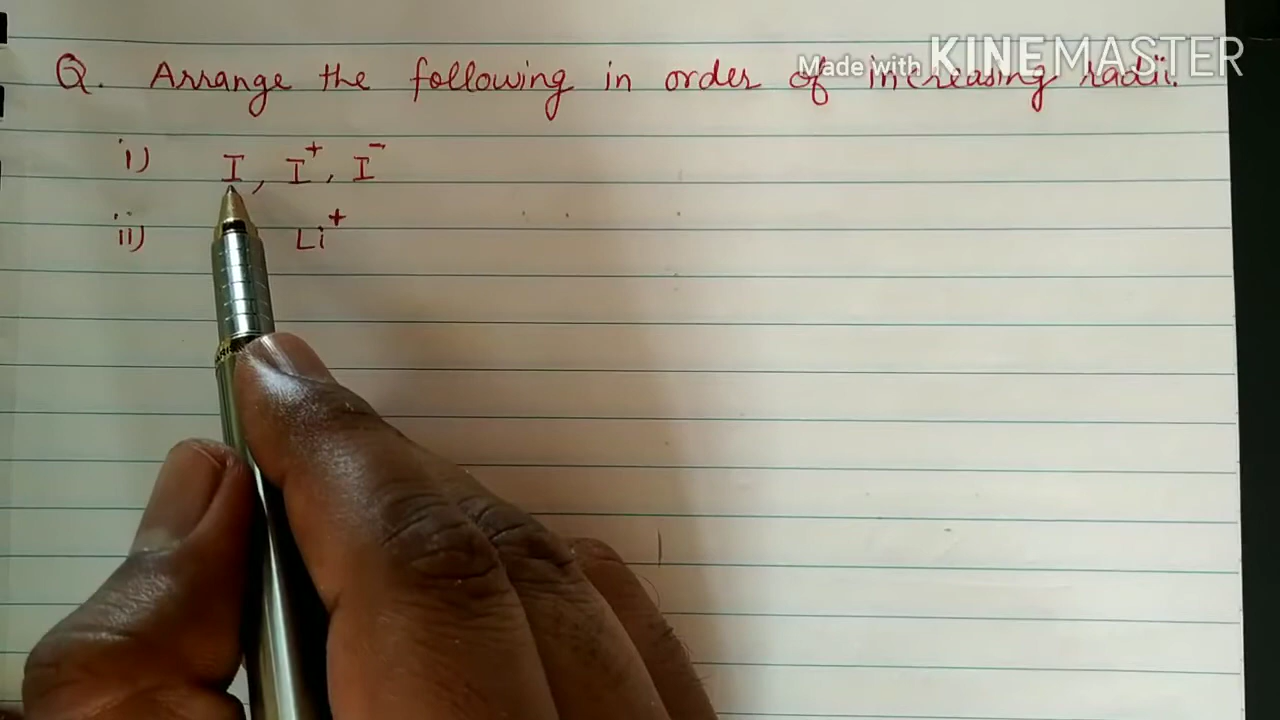 Q. Arrange the following in order of increasing radii.
Made with KINEMASTER
i) I, I⁺, I⁻
ii) Li⁺